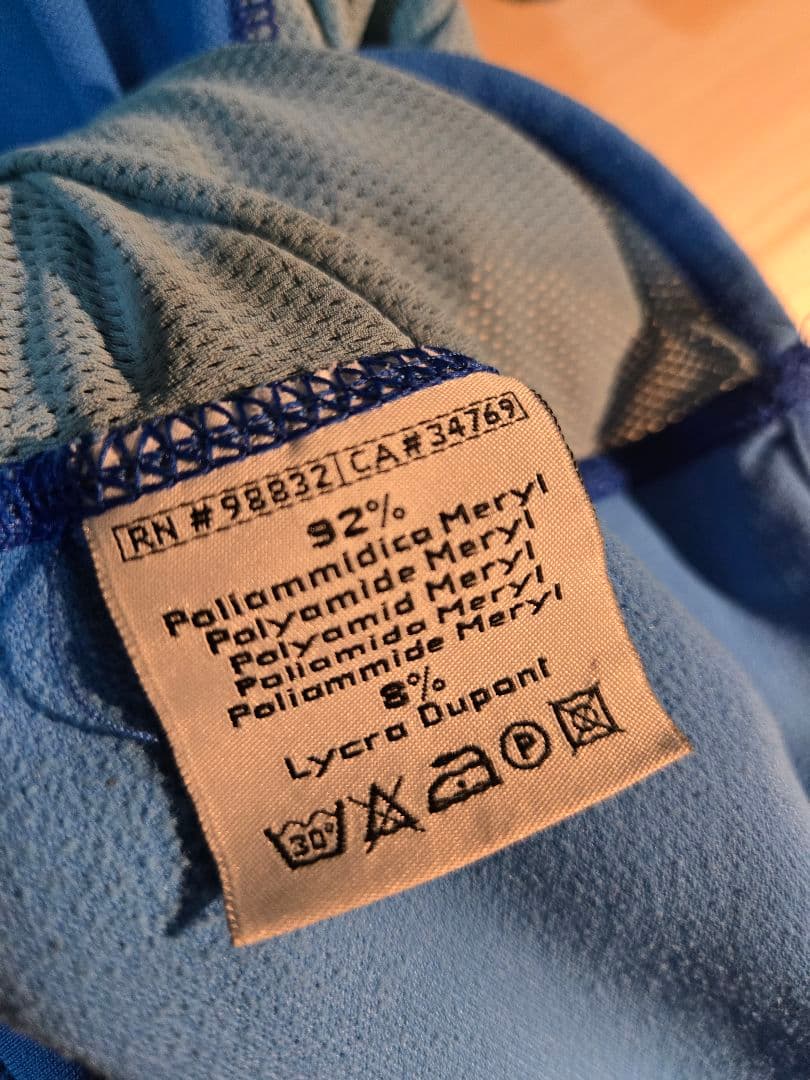 RN #98832 CA#34769
92%
Poliammidica Meryl
Polyamide Meryl
Polyamid Meryl
Poliamida Meryl
Poliammide Meryl
8%
Lycra Dupont
30° P